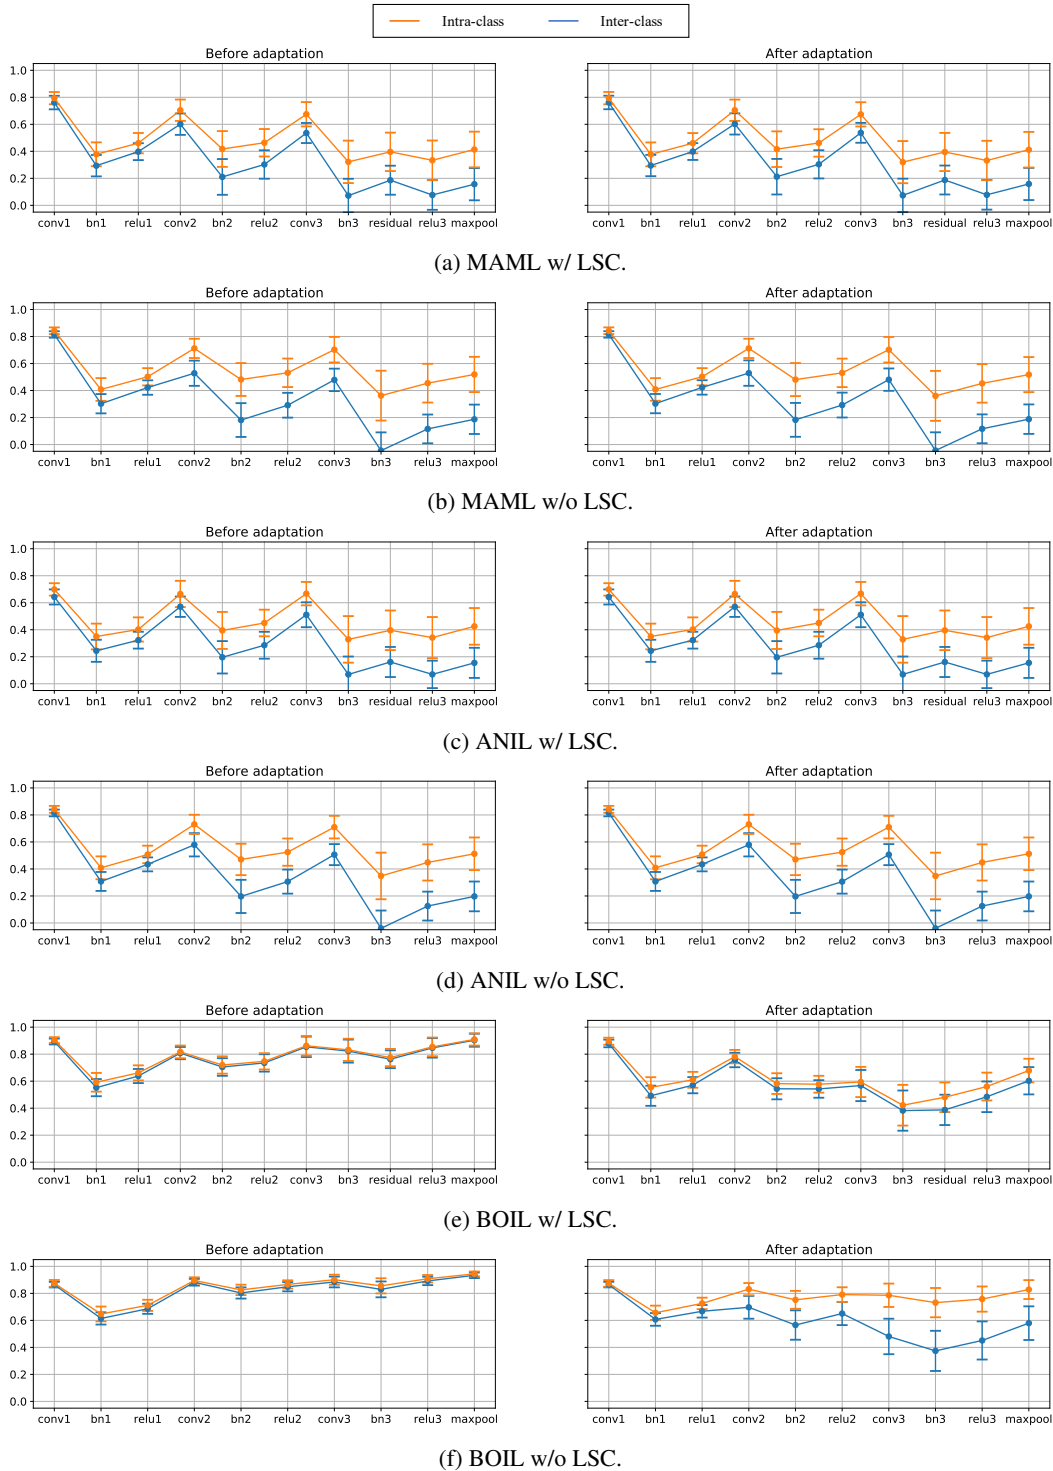 Intra-class Inter-class
Before adaptation After adaptation
1.0
0.8
0.6
0.4
0.2
0.0
conv1 bn1 relu1 conv2 bn2 relu2 conv3 bn3 residual relu3 maxpool conv1 bn1 relu1 conv2 bn2 relu2 conv3 bn3 residual relu3 maxpool
(a) MAML w/ LSC.
Before adaptation After adaptation
1.0
0.8
0.6
0.4
0.2
0.0
conv1 bn1 relu1 conv2 bn2 relu2 conv3 bn3 relu3 maxpool conv1 bn1 relu1 conv2 bn2 relu2 conv3 bn3 relu3 maxpool
(b) MAML w/o LSC.
Before adaptation After adaptation
1.0
0.8
0.6
0.4
0.2
0.0
conv1 bn1 relu1 conv2 bn2 relu2 conv3 bn3 residual relu3 maxpool conv1 bn1 relu1 conv2 bn2 relu2 conv3 bn3 residual relu3 maxpool
(c) ANIL w/ LSC.
Before adaptation After adaptation
1.0
0.8
0.6
0.4
0.2
0.0
conv1 bn1 relu1 conv2 bn2 relu2 conv3 bn3 relu3 maxpool conv1 bn1 relu1 conv2 bn2 relu2 conv3 bn3 relu3 maxpool
(d) ANIL w/o LSC.
Before adaptation After adaptation
1.0
0.8
0.6
0.4
0.2
0.0
conv1 bn1 relu1 conv2 bn2 relu2 conv3 bn3 residual relu3 maxpool conv1 bn1 relu1 conv2 bn2 relu2 conv3 bn3 residual relu3 maxpool
(e) BOIL w/ LSC.
Before adaptation After adaptation
1.0
0.8
0.6
0.4
0.2
0.0
conv1 bn1 relu1 conv2 bn2 relu2 conv3 bn3 relu3 maxpool conv1 bn1 relu1 conv2 bn2 relu2 conv3 bn3 relu3 maxpool
(f) BOIL w/o LSC.